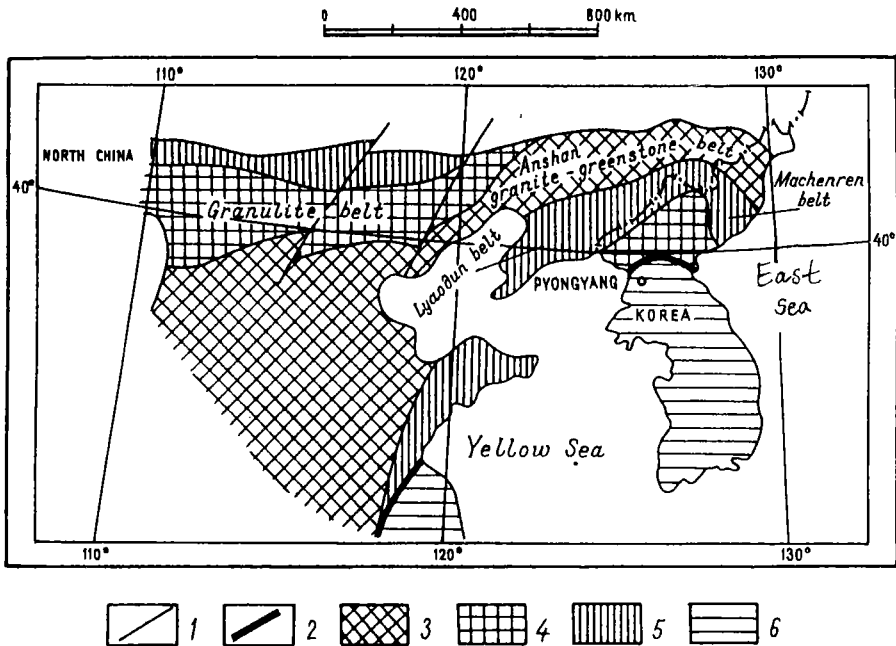 0 400 800 km
110° 120° 130°
NORTH CHINA
40°
Anshan
granite-greenstone belt
Machenren
belt
Granulite belt
40°
Lyaodun belt
PYONGYANG
East
sea
KOREA
Yellow Sea
110° 120° 130°
1 2 3 4 5 6